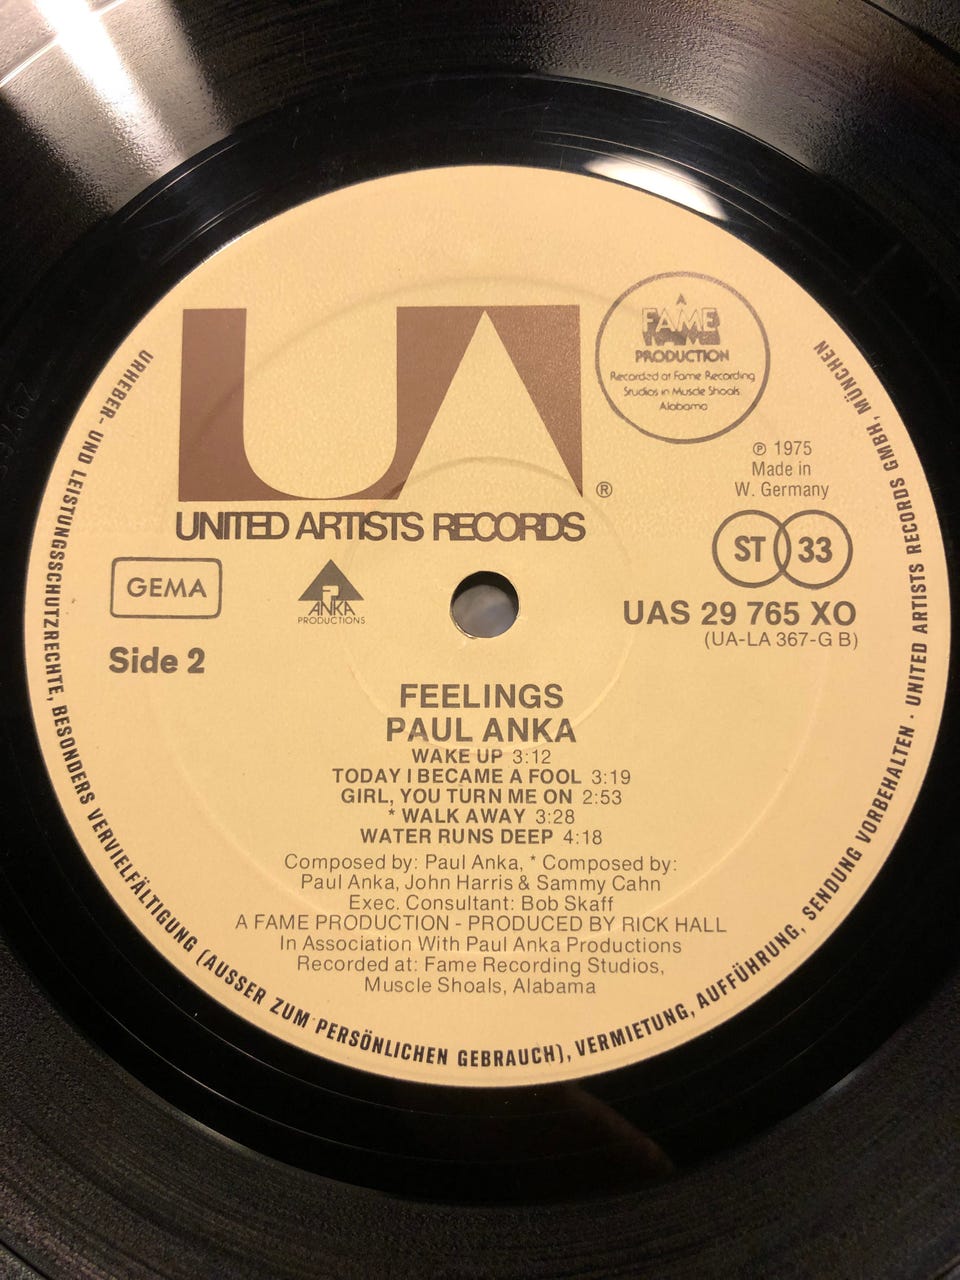 A
FAME
PRODUCTION
Recorded at Fame Recording
Studios in Muscle Shoals,
Alabama
UA
®
UNITED ARTISTS RECORDS
℗ 1975
Made in
W. Germany
ST 33
GEMA
ANKA
PRODUCTIONS
UAS 29 765 XO
(UA-LA 367-G B)
Side 2
FEELINGS
PAUL ANKA
WAKE UP 3:12
TODAY I BECAME A FOOL 3:19
GIRL, YOU TURN ME ON 2:53
* WALK AWAY 3:28
WATER RUNS DEEP 4:18
Composed by: Paul Anka, * Composed by:
Paul Anka, John Harris & Sammy Cahn
Exec. Consultant: Bob Skaff
A FAME PRODUCTION - PRODUCED BY RICK HALL
In Association With Paul Anka Productions
Recorded at: Fame Recording Studios,
Muscle Shoals, Alabama
URHEBER- UND LEISTUNGSSCHUTZRECHTE, BESONDERS VERVIELFÄLTIGUNG (AUSSER ZUM PERSÖNLICHEN GEBRAUCH), VERMIETUNG, AUFFÜHRUNG, SENDUNG VORBEHALTEN · UNITED ARTISTS RECORDS GMBH, MÜNCHEN